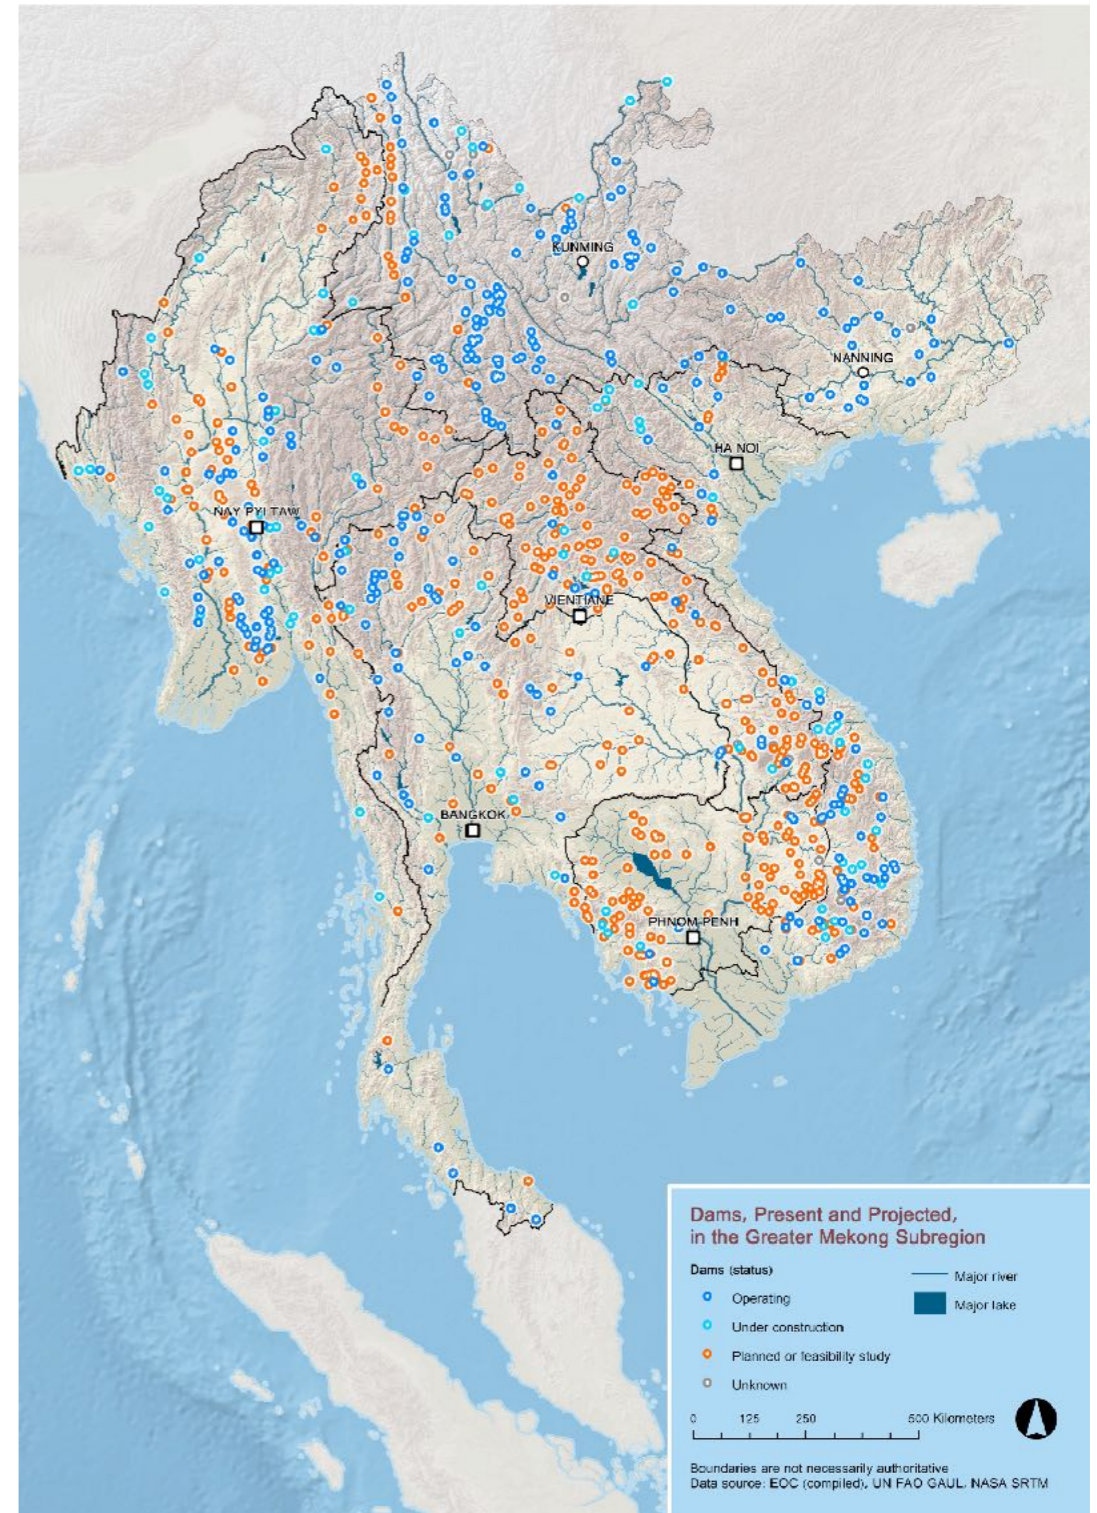 KUNMING
NANNING
HA NOI
NAY PYI TAW
VIENTIANE
BANGKOK
PHNOM PENH
Dams, Present and Projected,
in the Greater Mekong Subregion
Dams (status)
Major river
Operating
Major lake
Under construction
Planned or feasibility study
Unknown
0 125 250 500 Kilometers
Boundaries are not necessarily authoritative
Data source: EOC (compiled), UN FAO GAUL, NASA SRTM